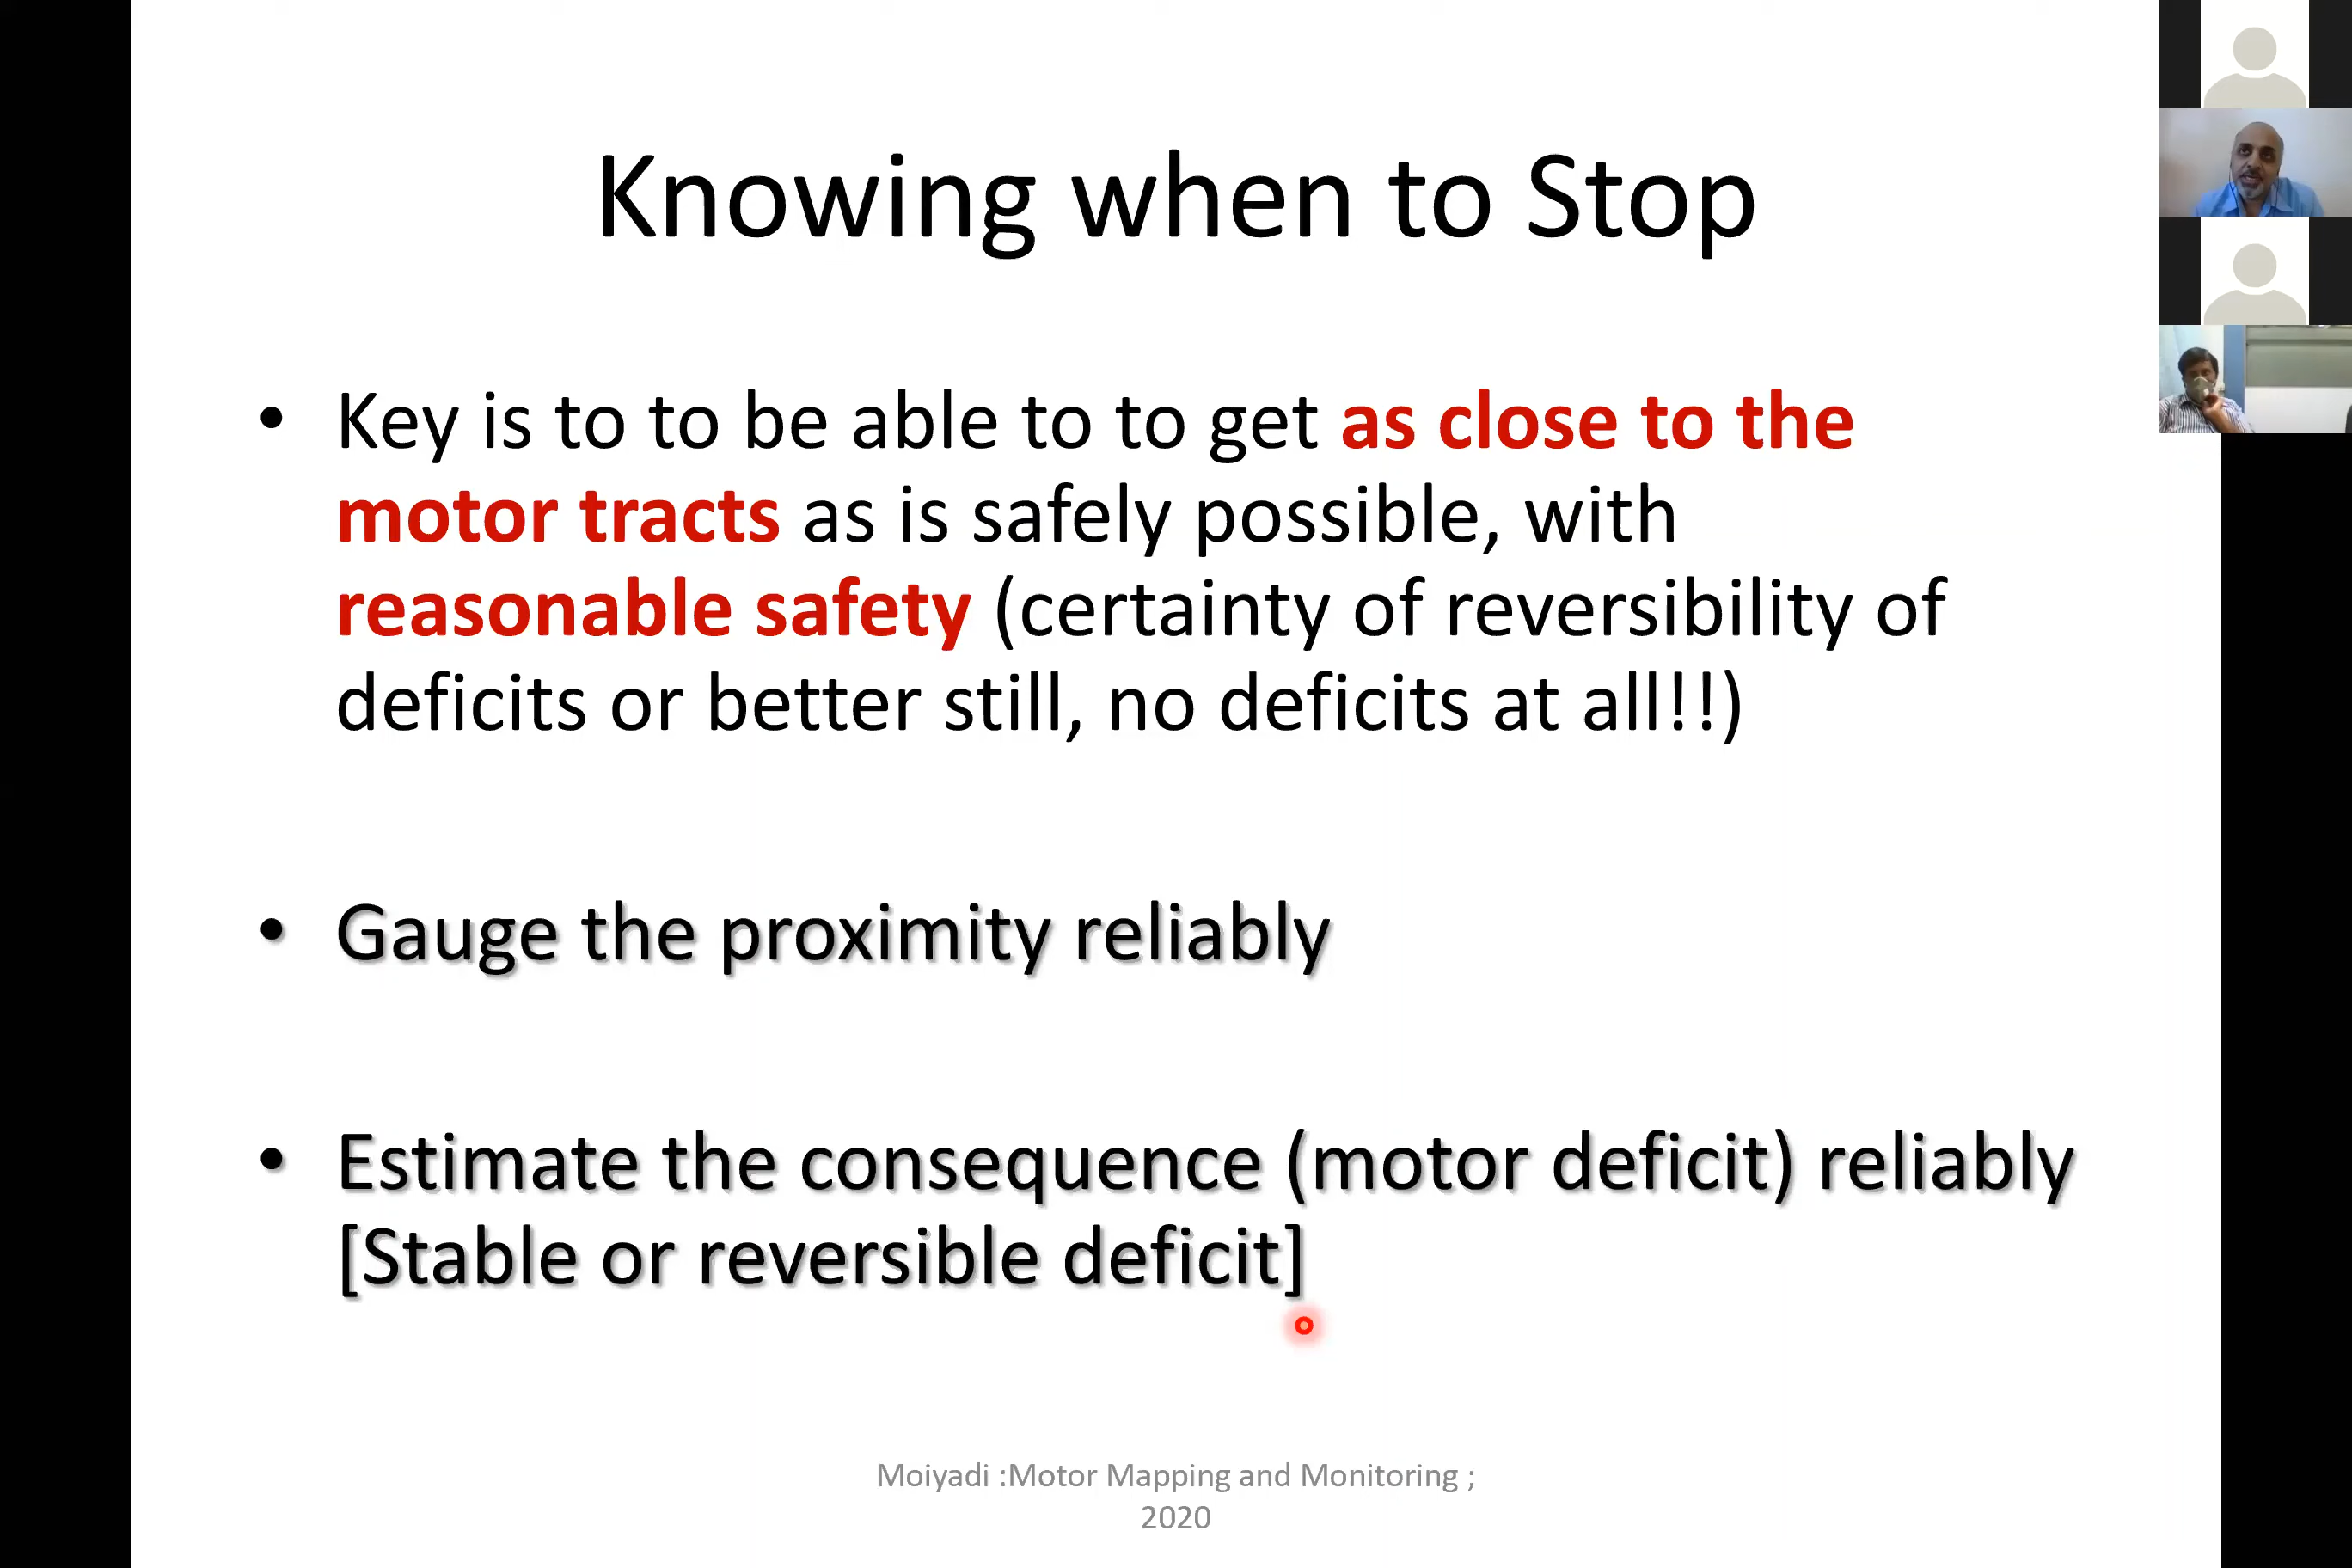 Knowing when to Stop
• Key is to to be able to to get as close to the
motor tracts as is safely possible, with
reasonable safety (certainty of reversibility of
deficits or better still, no deficits at all!!)
• Gauge the proximity reliably
• Estimate the consequence (motor deficit) reliably
[Stable or reversible deficit]
Moiyadi :Motor Mapping and Monitoring ;
2020